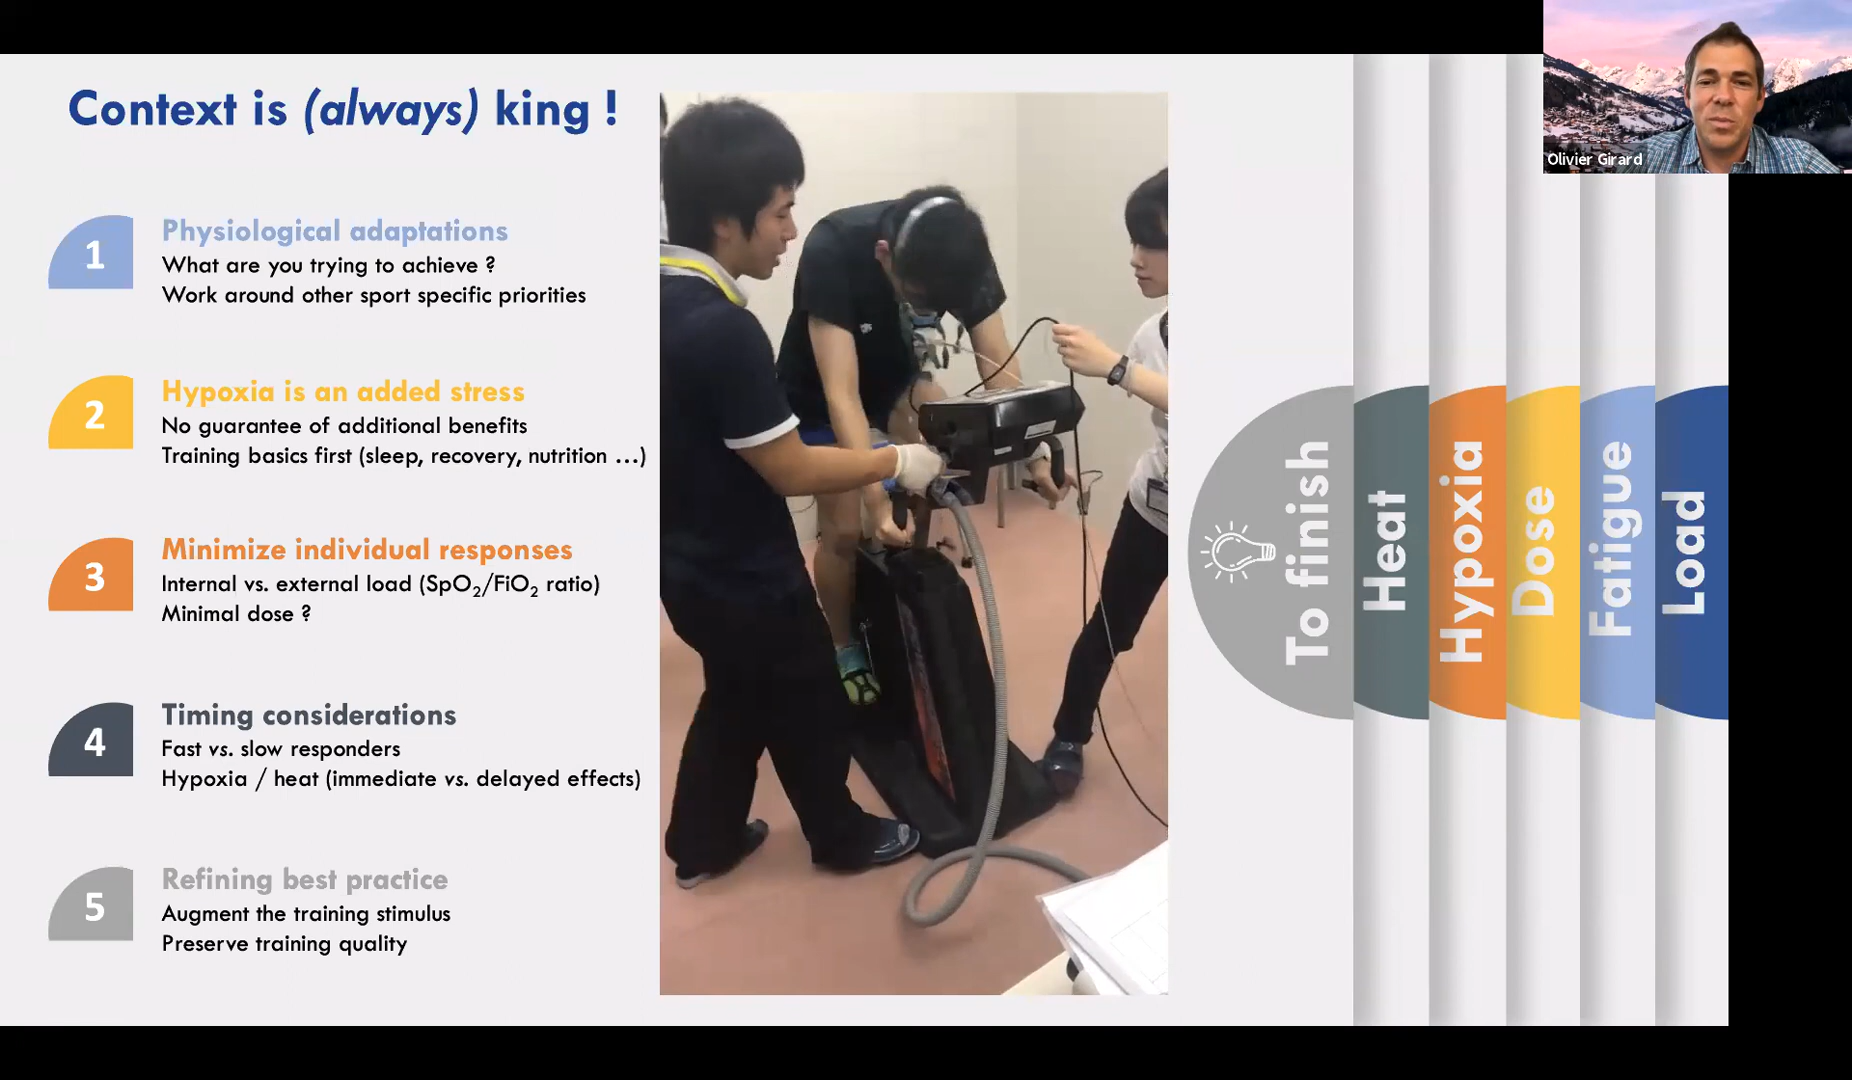 Context is (always) king !
1
Physiological adaptations
What are you trying to achieve ?
Work around other sport specific priorities
2
Hypoxia is an added stress
No guarantee of additional benefits
Training basics first (sleep, recovery, nutrition ...)
3
Minimize individual responses
Internal vs. external load (SpO₂/FiO₂ ratio)
Minimal dose ?
4
Timing considerations
Fast vs. slow responders
Hypoxia / heat (immediate vs. delayed effects)
5
Refining best practice
Augment the training stimulus
Preserve training quality
To finish
Heat
Hypoxia
Dose
Fatigue
Load
Olivier Girard